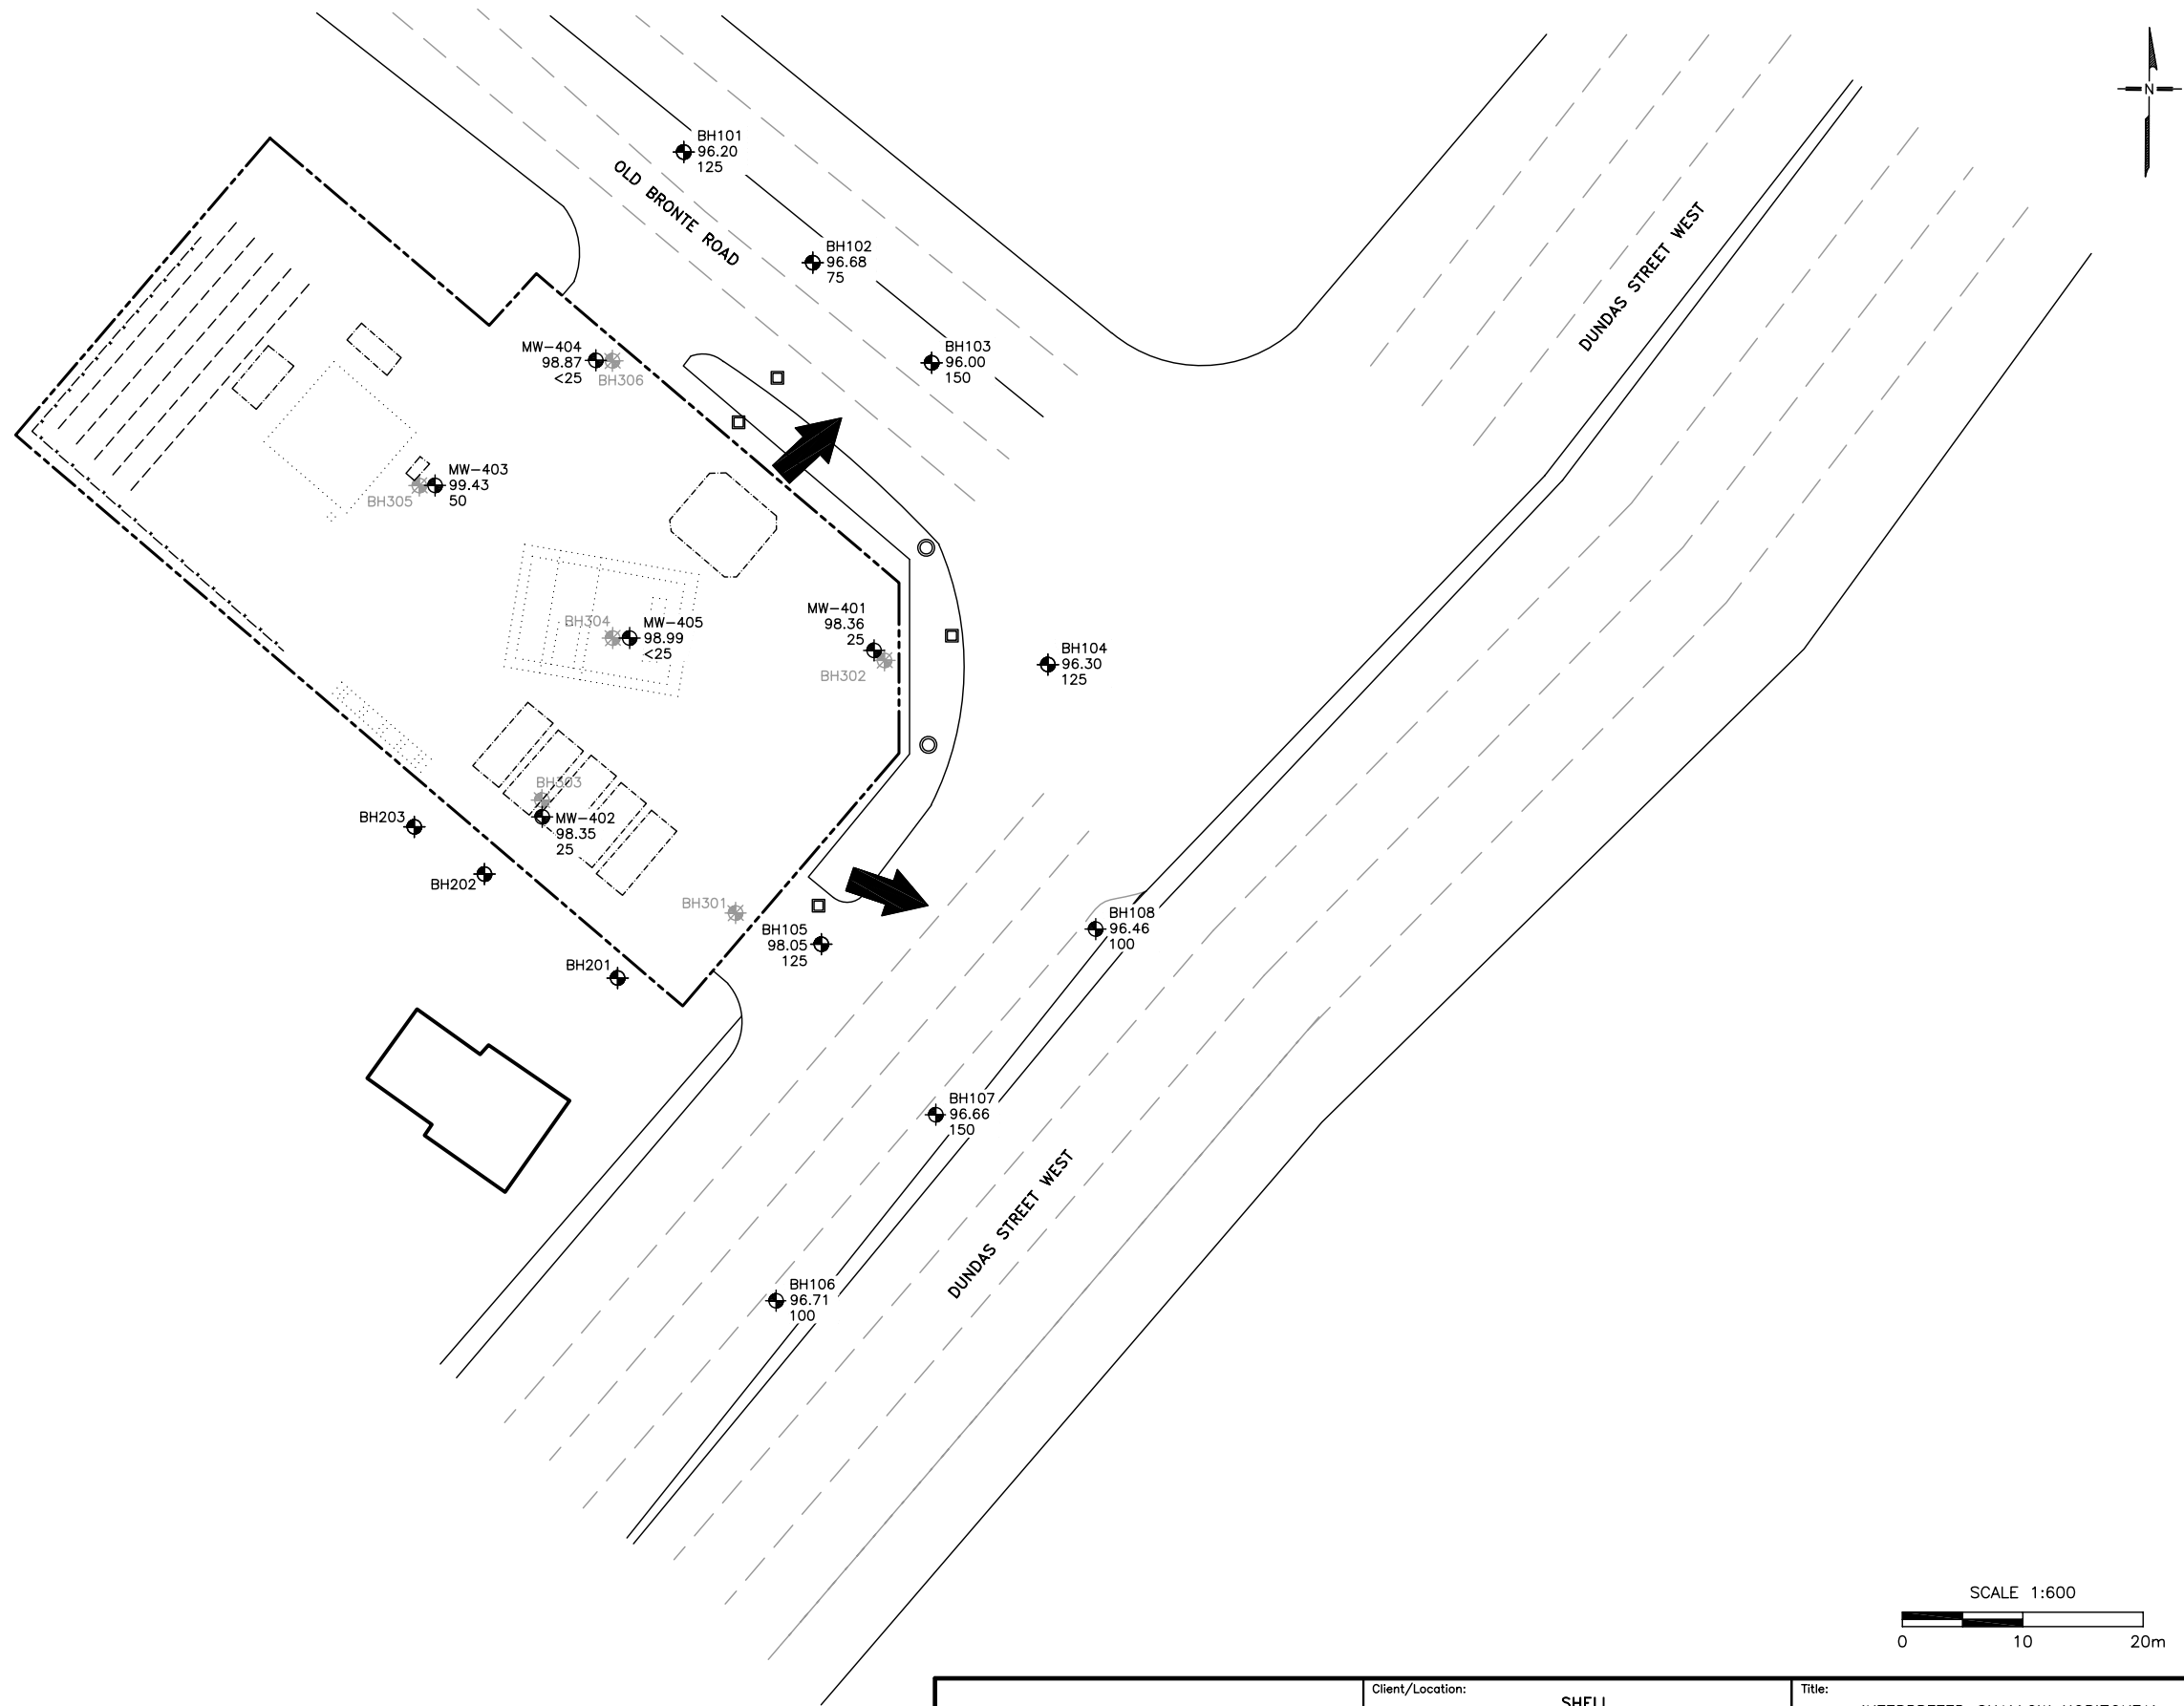 N
BH101
96.20
125
OLD BRONTE ROAD
BH102
96.68
75
DUNDAS STREET WEST
MW-404
98.87
<25
BH306
BH103
96.00
150
MW-403
99.43
50
BH305
MW-401
98.36
25
BH302
BH304
MW-405
98.99
<25
BH104
96.30
125
BH303
MW-402
98.35
25
BH203
BH202
BH301
BH105
98.05
125
BH108
96.46
100
BH201
BH107
96.66
150
DUNDAS STREET WEST
BH106
96.71
100
SCALE 1:600
0 10 20m
Client/Location:
SHELL
Title: